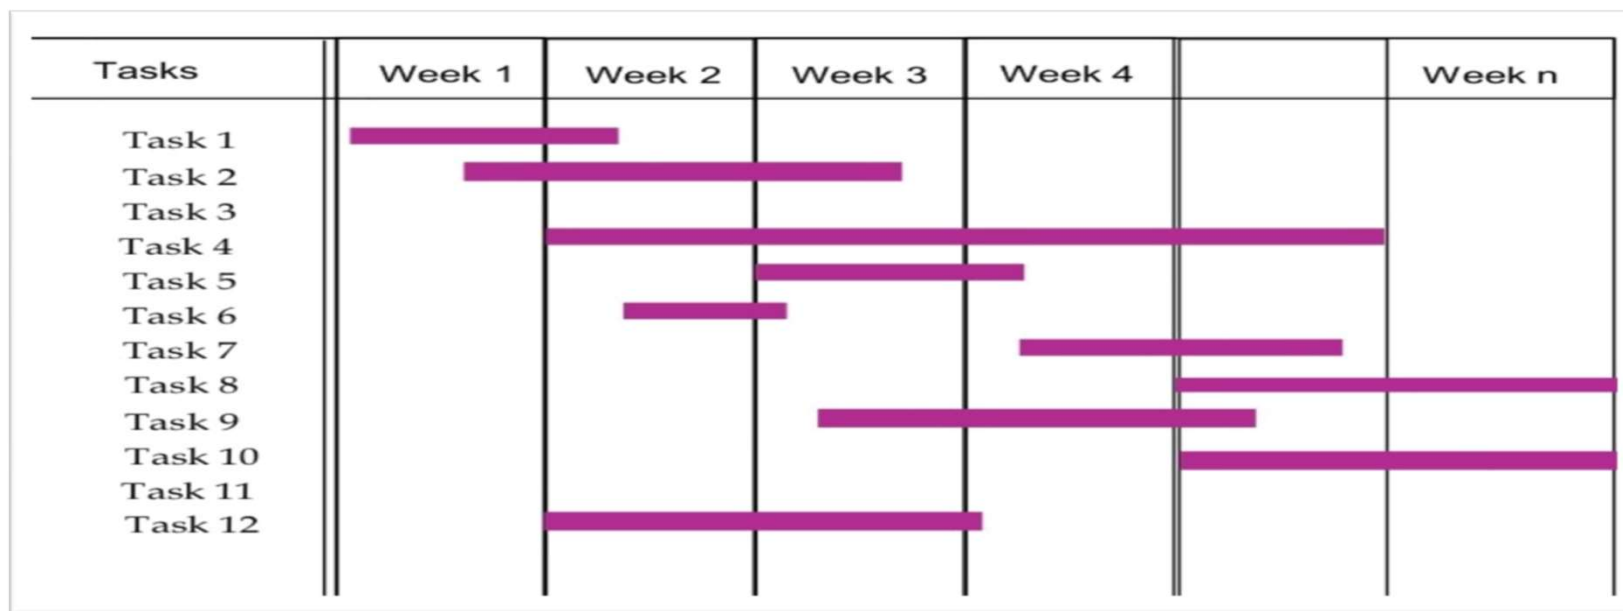 Tasks Week 1 Week 2 Week 3 Week 4 Week n
Task 1
Task 2
Task 3
Task 4
Task 5
Task 6
Task 7
Task 8
Task 9
Task 10
Task 11
Task 12